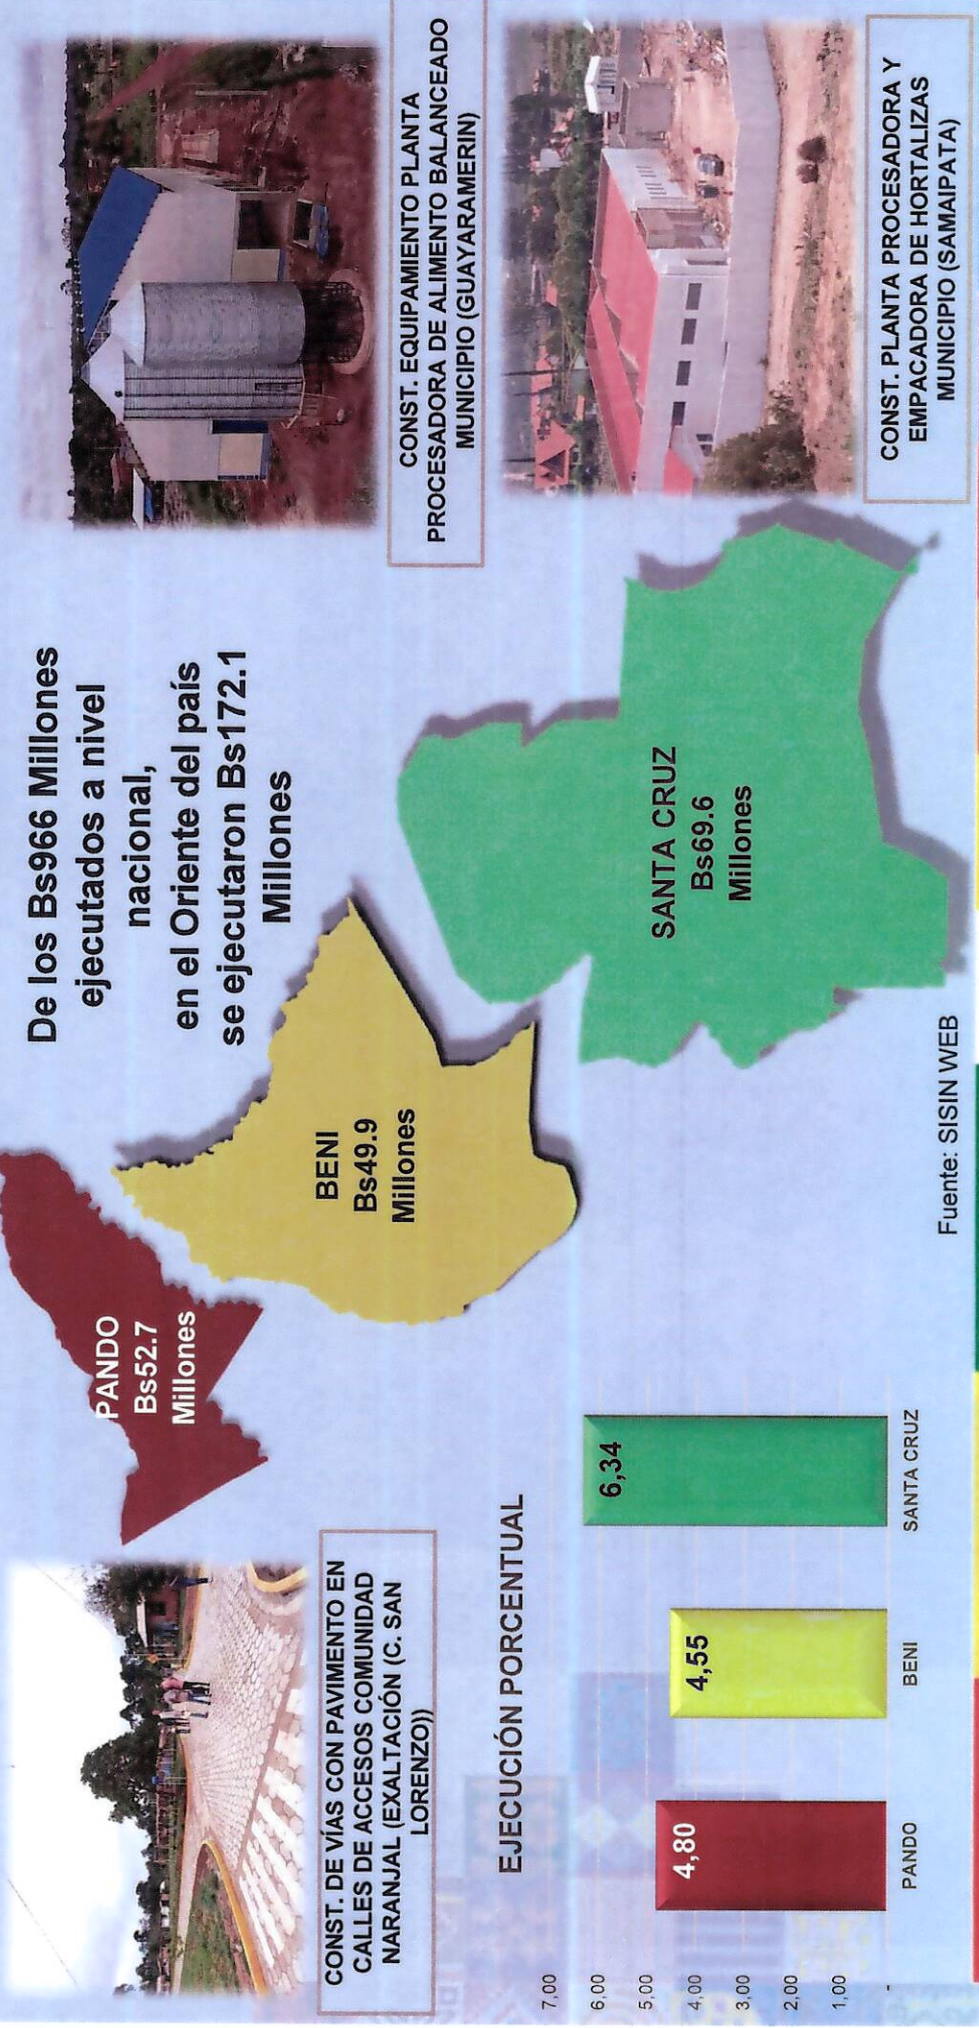 De los Bs966 Millones
ejecutados a nivel
nacional,
en el Oriente del país
se ejecutaron Bs172.1
Millones
PANDO
Bs52.7
Millones
BENI
Bs49.9
Millones
SANTA CRUZ
Bs69.6
Millones
CONST. DE VÍAS CON PAVIMENTO EN
CALLES DE ACCESOS COMUNIDAD
NARANJAL (EXALTACIÓN (C. SAN
LORENZO))
CONST. EQUIPAMIENTO PLANTA
PROCESADORA DE ALIMENTO BALANCEADO
MUNICIPIO (GUAYARAMERIN)
CONST. PLANTA PROCESADORA Y
EMPACADORA DE HORTALIZAS
MUNICIPIO (SAMAIPATA)
EJECUCIÓN PORCENTUAL
7,00
6,00
5,00
4,00
3,00
2,00
1,00
-
4,80
4,55
6,34
PANDO
BENI
SANTA CRUZ
Fuente: SISIN WEB